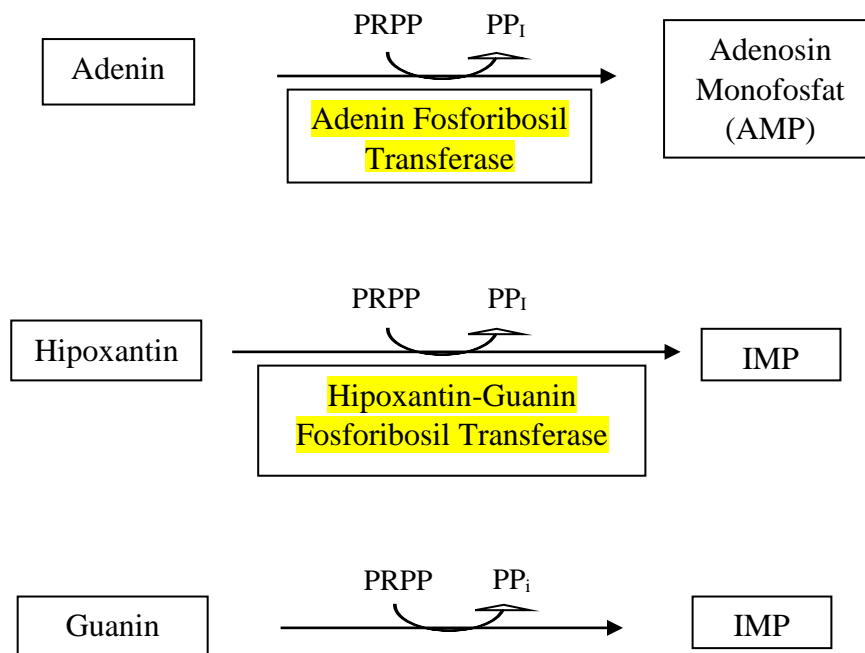 PRPP PPI
Adenin
Adenosin
Monofosfat
(AMP)
Adenin Fosforibosil
Transferase
PRPP PPI
Hipoxantin
IMP
Hipoxantin-Guanin
Fosforibosil Transferase
PRPP PPi
Guanin
IMP